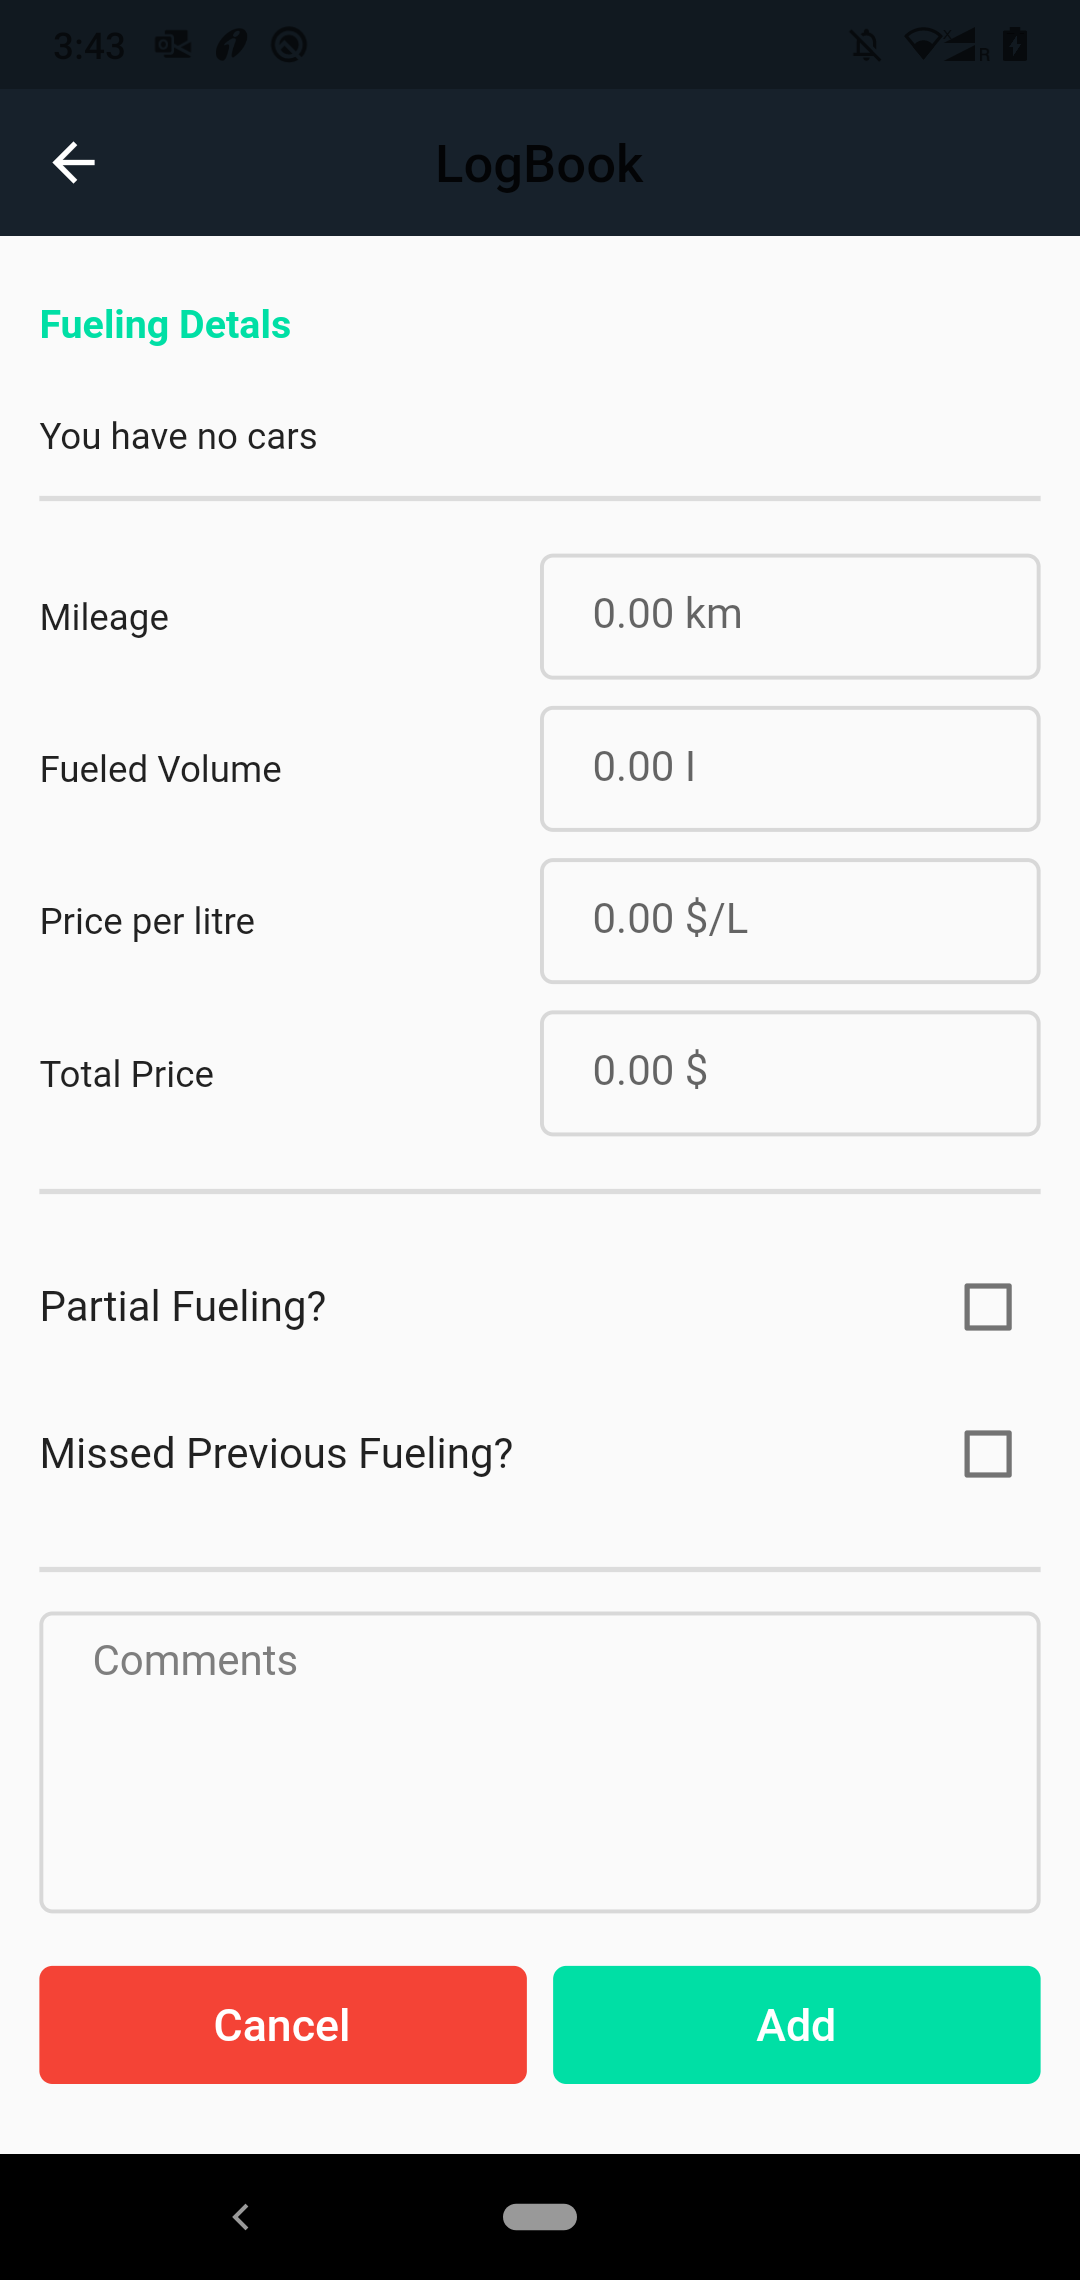 3:43
R
LogBook
Fueling Detals
You have no cars
Mileage
0.00 km
Fueled Volume
0.00 l
Price per litre
0.00 $/L
Total Price
0.00 $
Partial Fueling?
Missed Previous Fueling?
Comments
Cancel
Add